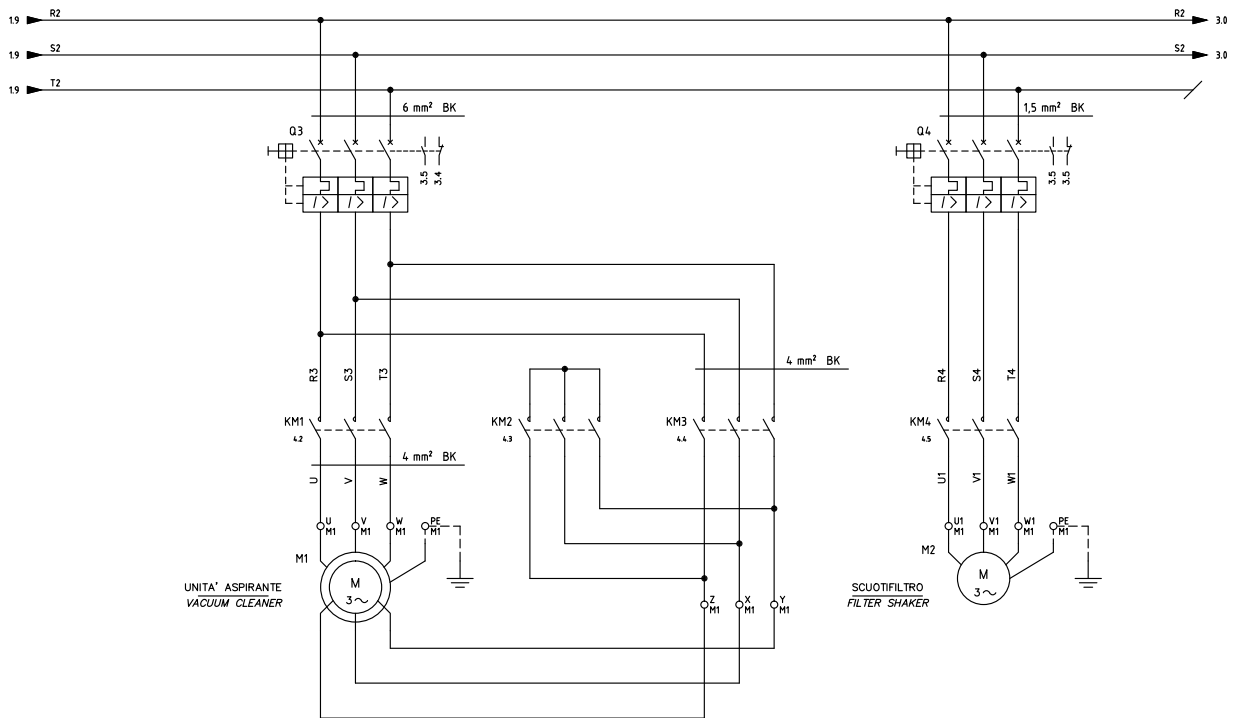 1.9 R2 R2 3.0
1.9 S2 S2 3.0
1.9 T2
6 mm² BK
1,5 mm² BK
Q3
Q4
3.5 3.4
3.5 3.5
I> I> I>
I> I> I>
4 mm² BK
R3 S3 T3
R4 S4 T4
KM1
4.2
KM2
4.3
KM3
4.4
KM4
4.5
4 mm² BK
U V W
U1 V1 W1
U M1
V M1
W M1
PE M1
U1 M1
V1 M1
W1 M1
PE M1
M1
M
3~
UNITA' ASPIRANTE
VACUUM CLEANER
Z M1
X M1
Y M1
M2
M
3~
SCUOTIFILTRO
FILTER SHAKER